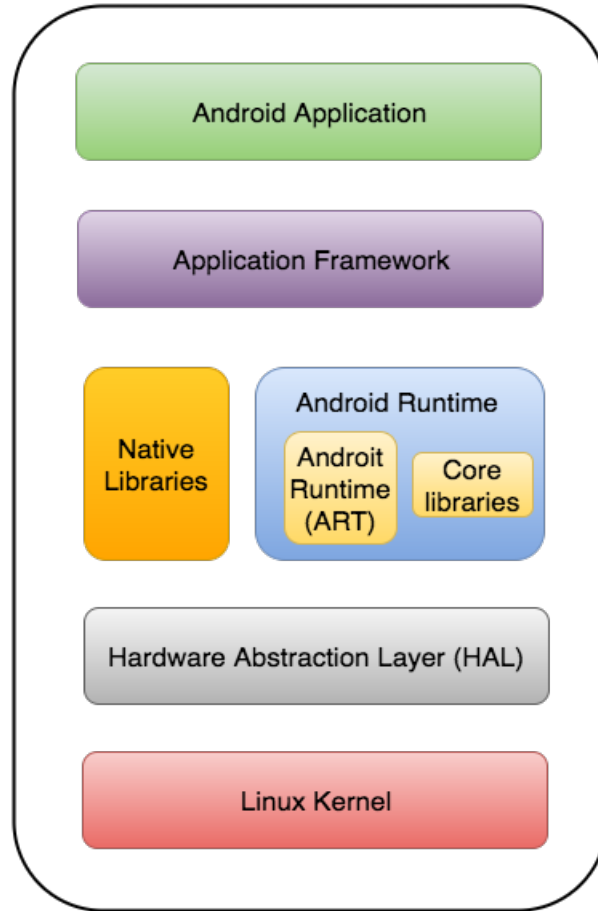 Android Application
Application Framework
Native
Libraries
Android Runtime
Androit
Runtime
(ART)
Core
libraries
Hardware Abstraction Layer (HAL)
Linux Kernel